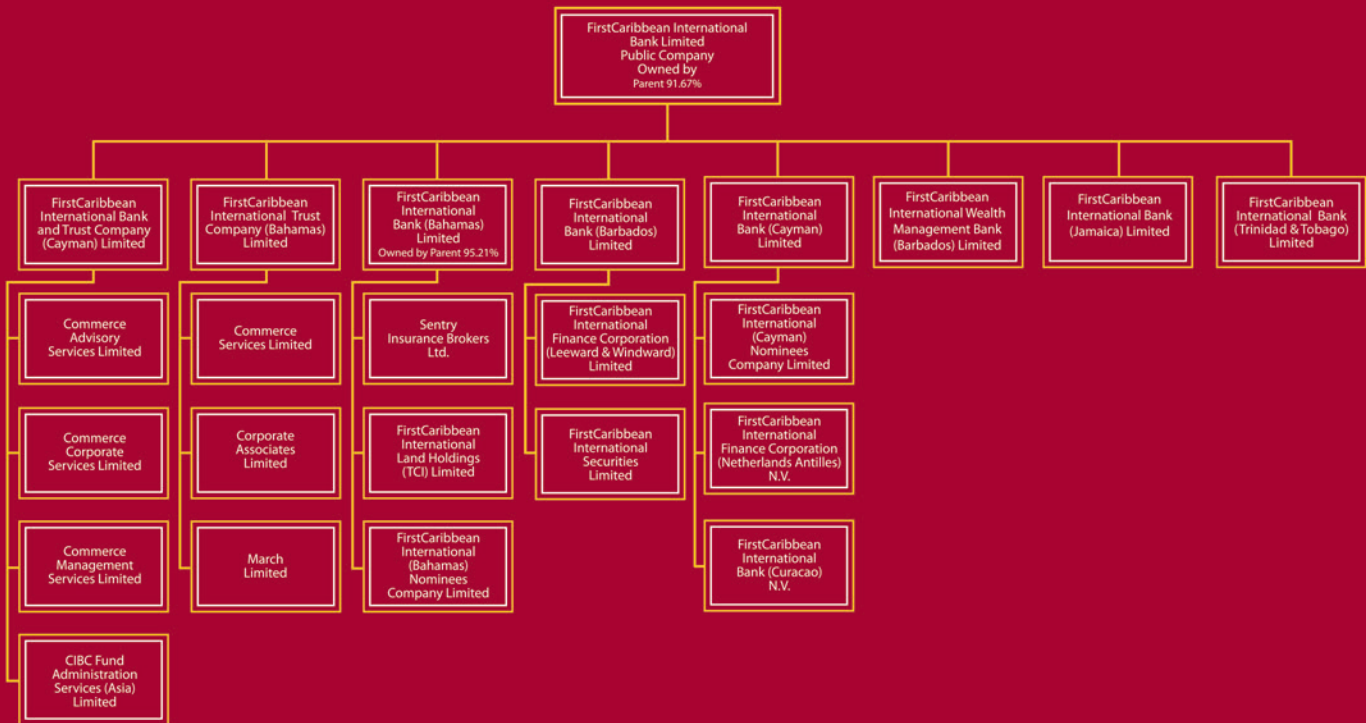 FirstCaribbean International
Bank Limited
Public Company
Owned by
Parent 91.67%
FirstCaribbean
International Bank
and Trust Company
(Cayman) Limited
FirstCaribbean
International Trust
Company (Bahamas)
Limited
FirstCaribbean
International
Bank (Bahamas)
Limited
Owned by Parent 95.21%
FirstCaribbean
International
Bank (Barbados)
Limited
FirstCaribbean
International
Bank (Cayman)
Limited
FirstCaribbean
International Wealth
Management Bank
(Barbados) Limited
FirstCaribbean
International Bank
(Jamaica) Limited
FirstCaribbean
International Bank
(Trinidad & Tobago)
Limited
Commerce
Advisory
Services Limited
Commerce
Services Limited
Sentry
Insurance Brokers
Ltd.
FirstCaribbean
International
Finance Corporation
(Leeward & Windward)
Limited
FirstCaribbean
International
(Cayman)
Nominees
Company Limited
Commerce
Corporate
Services Limited
Corporate
Associates
Limited
FirstCaribbean
International
Land Holdings
(TCI) Limited
FirstCaribbean
International
Securities
Limited
FirstCaribbean
International
Finance Corporation
(Netherlands Antilles)
N.V.
Commerce
Management
Services Limited
March
Limited
FirstCaribbean
International
(Bahamas)
Nominees
Company Limited
FirstCaribbean
International
Bank (Curacao)
N.V.
CIBC Fund
Administration
Services (Asia)
Limited